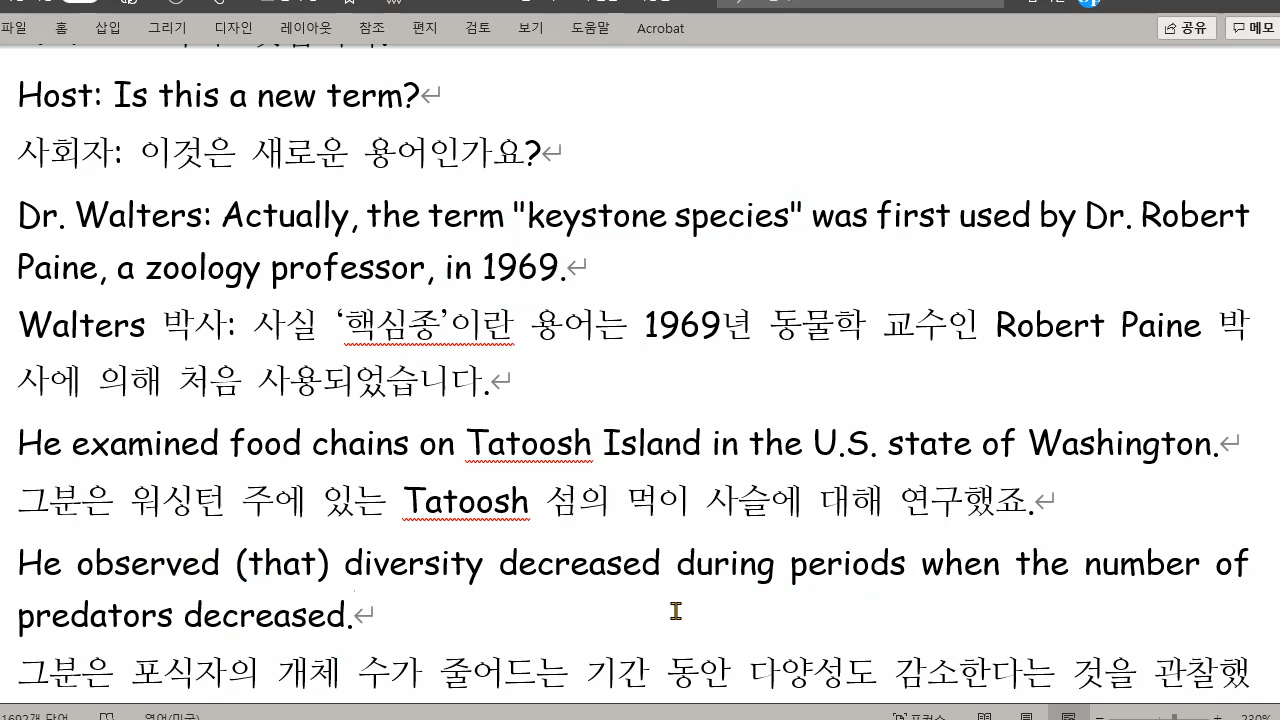 파일 홈 삽입 그리기 디자인 레이아웃 참조 편지 검토 보기 도움말 Acrobat 공유 메모
Host: Is this a new term?
사회자: 이것은 새로운 용어인가요?
Dr. Walters: Actually, the term "keystone species" was first used by Dr. Robert
Paine, a zoology professor, in 1969.
Walters 박사: 사실 ‘핵심종’이란 용어는 1969년 동물학 교수인 Robert Paine 박
사에 의해 처음 사용되었습니다.
He examined food chains on Tatoosh Island in the U.S. state of Washington.
그분은 워싱턴 주에 있는 Tatoosh 섬의 먹이 사슬에 대해 연구했죠.
He observed (that) diversity decreased during periods when the number of
predators decreased.
그분은 포식자의 개체 수가 줄어드는 기간 동안 다양성도 감소한다는 것을 관찰했